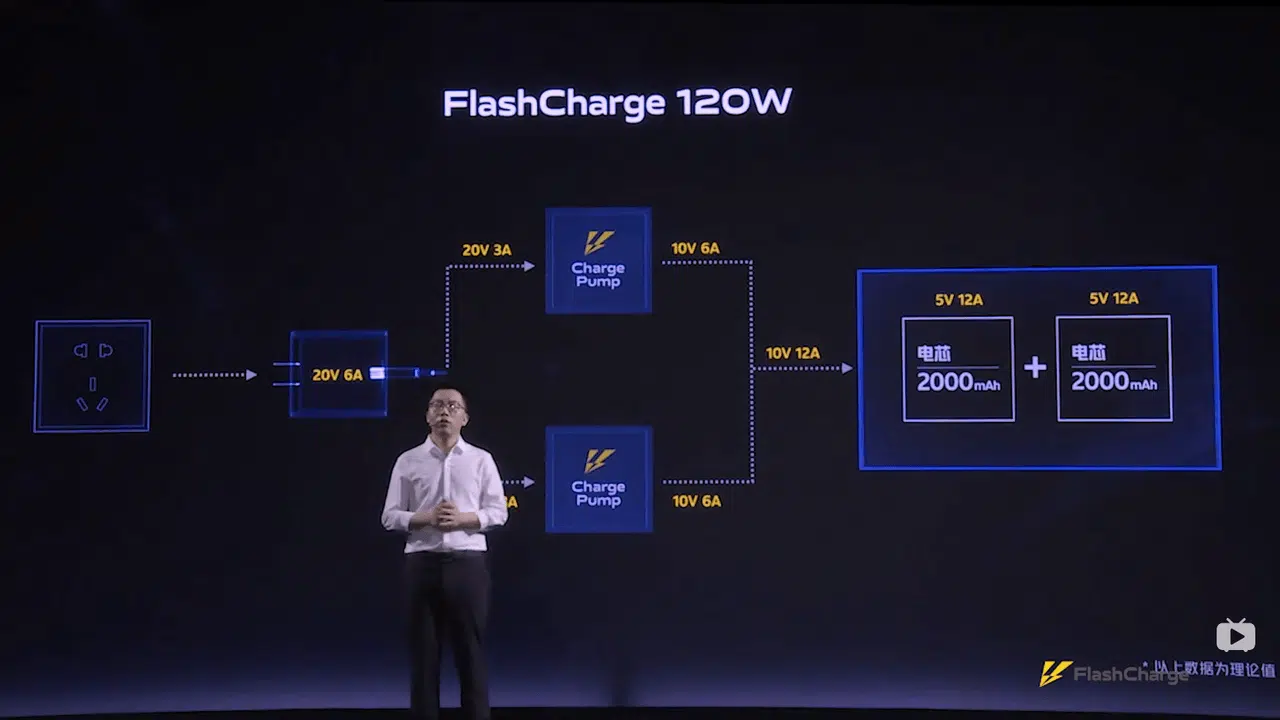 FlashCharge 120W
20V 6A
20V 3A
Charge
Pump
10V 6A
A
Charge
Pump
10V 6A
10V 12A
5V 12A
电芯
2000mAh
+
5V 12A
电芯
2000mAh
FlashCharge
* 以上数据为理论值